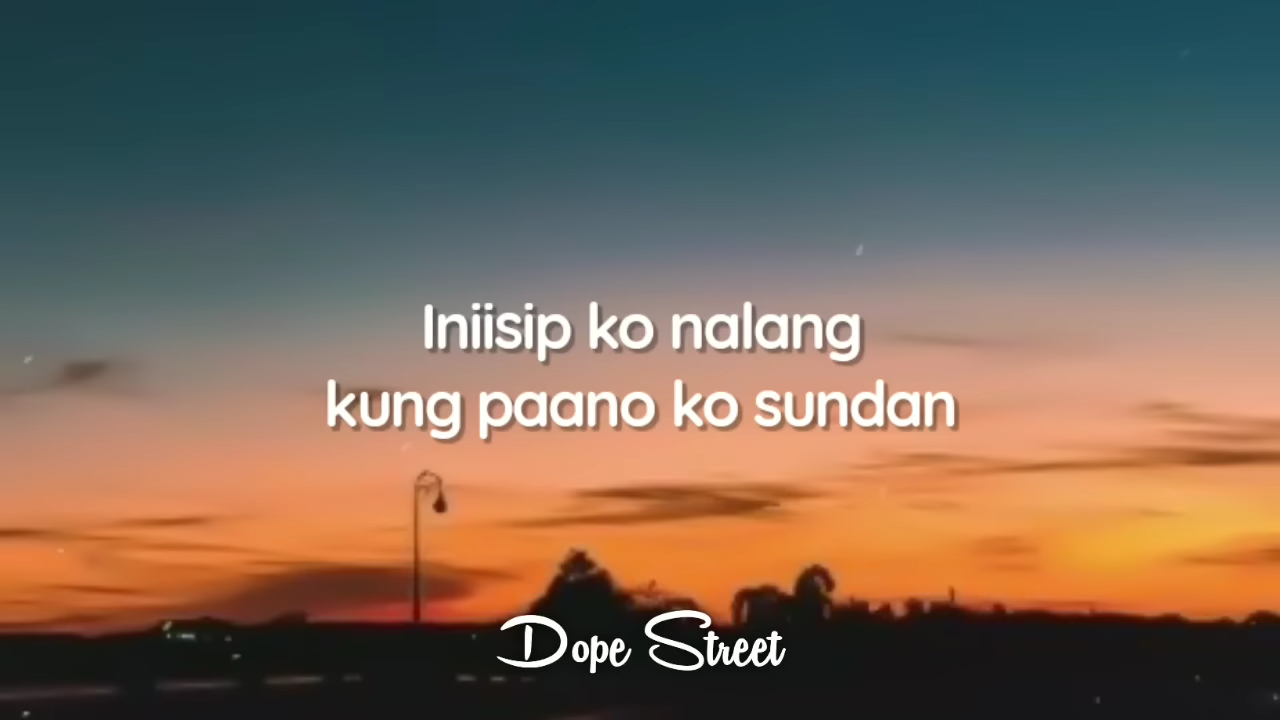 Iniisip ko nalang
kung paano ko sundan
Dope Street